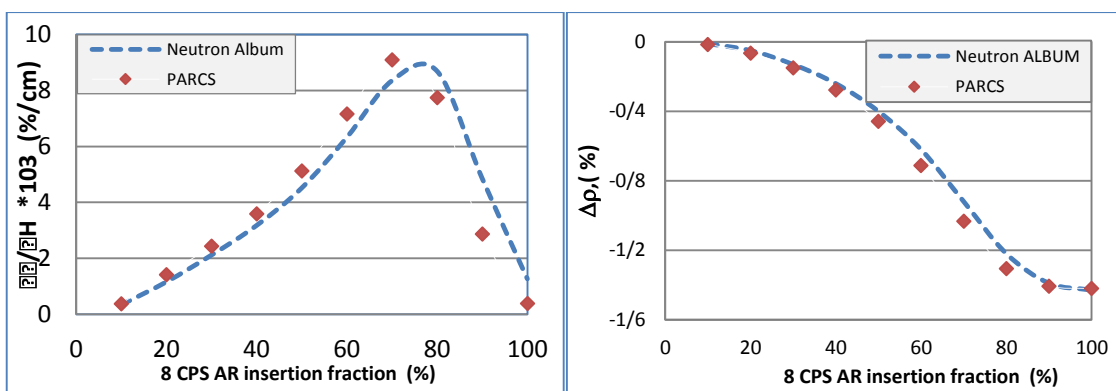 10
8
6
4
2
0
Neutron Album
PARCS
/ H *103 (%/cm)
0 20 40 60 80 100
8 CPS AR insertion fraction (%)
0
-0/4
-0/8
-1/2
-1/6
Neutron ALBUM
PARCS
Δρ,( %)
0 20 40 60 80 100
8 CPS AR insertion fraction (%)